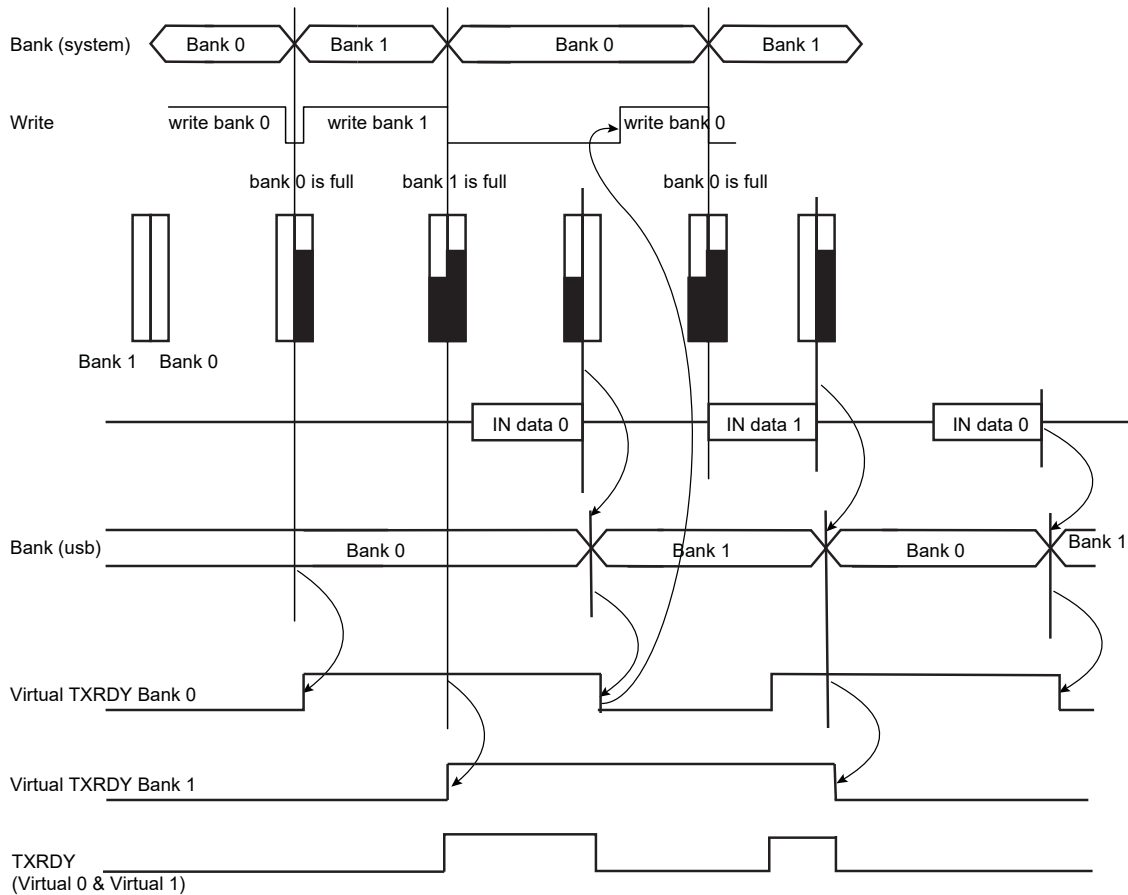 Bank (system)
Bank 0
Bank 1
Bank 0
Bank 1
Write
write bank 0
write bank 1
write bank 0
bank 0 is full
bank 1 is full
bank 0 is full
Bank 1
Bank 0
IN data 0
IN data 1
IN data 0
Bank (usb)
Bank 0
Bank 1
Bank 0
Bank 1
Virtual TXRDY Bank 0
Virtual TXRDY Bank 1
TXRDY
(Virtual 0 & Virtual 1)